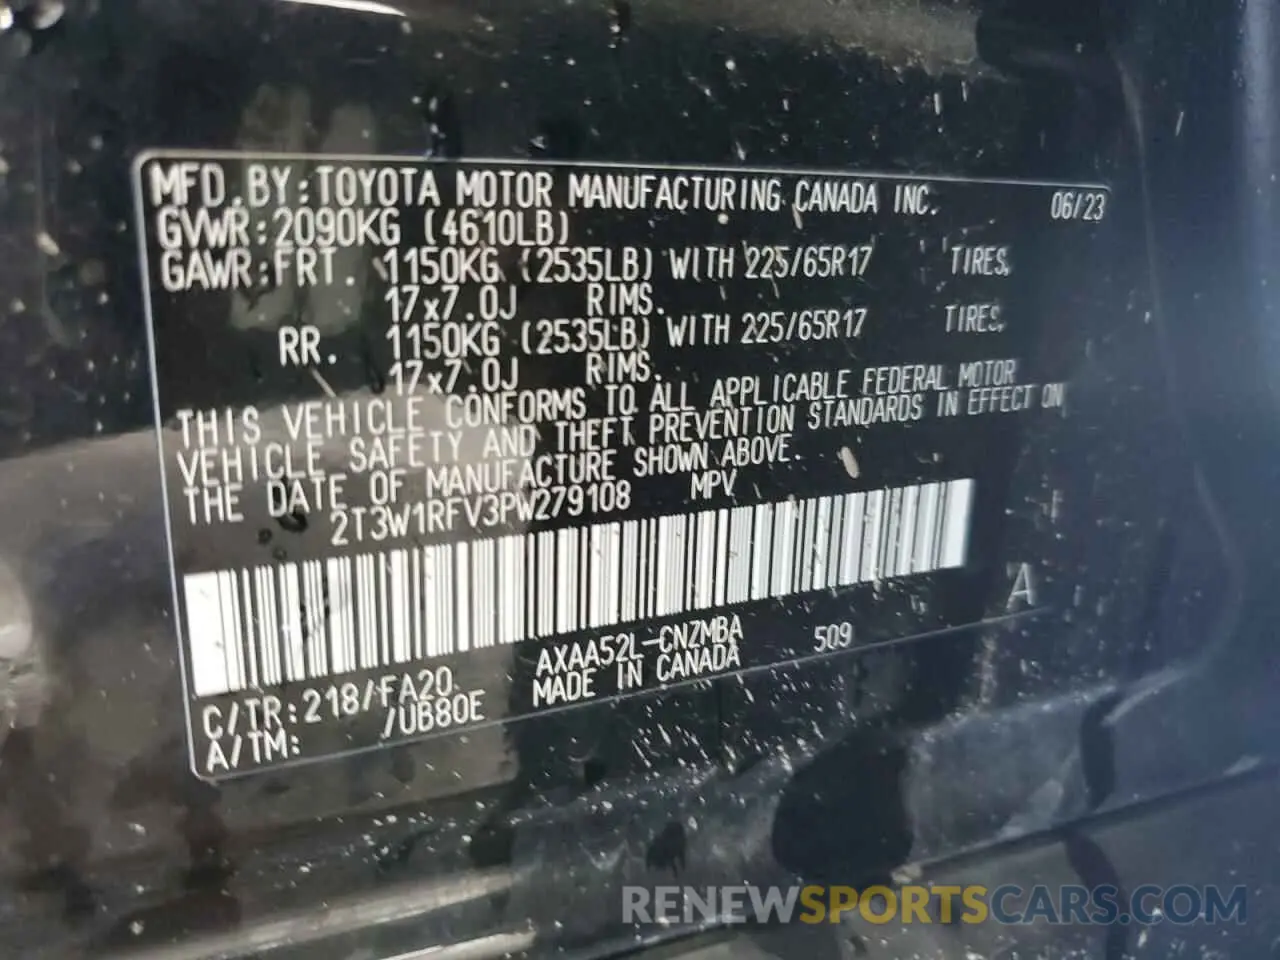 MFD.BY:TOYOTA MOTOR MANUFACTURING CANADA INC. 06/23
GVWR:2090KG (4610LB)
GAWR:FRT. 1150KG (2535LB) WITH 225/65R17 TIRES,
17x7.0J RIMS.
RR. 1150KG (2535LB) WITH 225/65R17 TIRES,
17x7.0J RIMS.
THIS VEHICLE CONFORMS TO ALL APPLICABLE FEDERAL MOTOR
VEHICLE SAFETY AND THEFT PREVENTION STANDARDS IN EFFECT ON
THE DATE OF MANUFACTURE SHOWN ABOVE.
2T3W1RFV3PW279108 MPV
A
C/TR:218/FA20 AXAA52L-CNZMBA 509
A/TM: /UB80E MADE IN CANADA
RENEWSPORTSCARS.COM